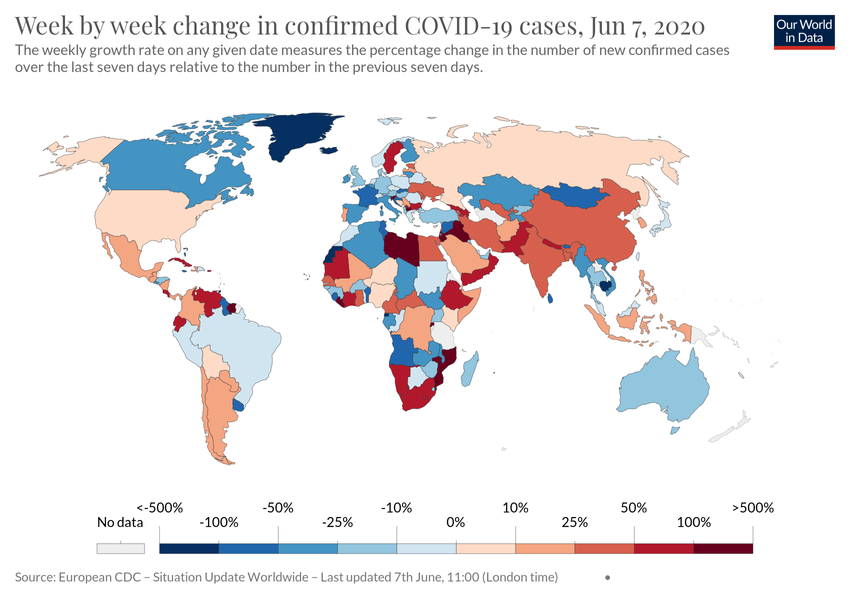 Week by week change in confirmed COVID-19 cases, Jun 7, 2020
Our World
in Data
The weekly growth rate on any given date measures the percentage change in the number of new confirmed cases
over the last seven days relative to the number in the previous seven days.
<-500% -50% -10% 10% 50% >500%
No data -100% -25% 0% 25% 100%
Source: European CDC – Situation Update Worldwide – Last updated 7th June, 11:00 (London time)